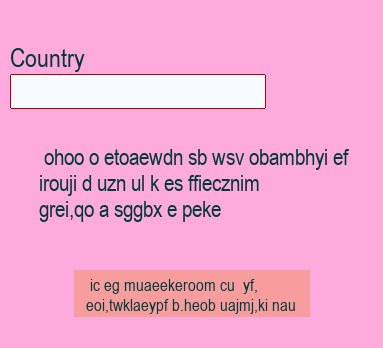 Country
ohoo o etoaewdn sb wsv obambhyi ef
irouji d uzn ul k es ffiecznim
grei,qo a sggbx e peke
ic eg muaeekeroom cu  yf,
eoi,twklaeypf b.heob uajmj,ki nau